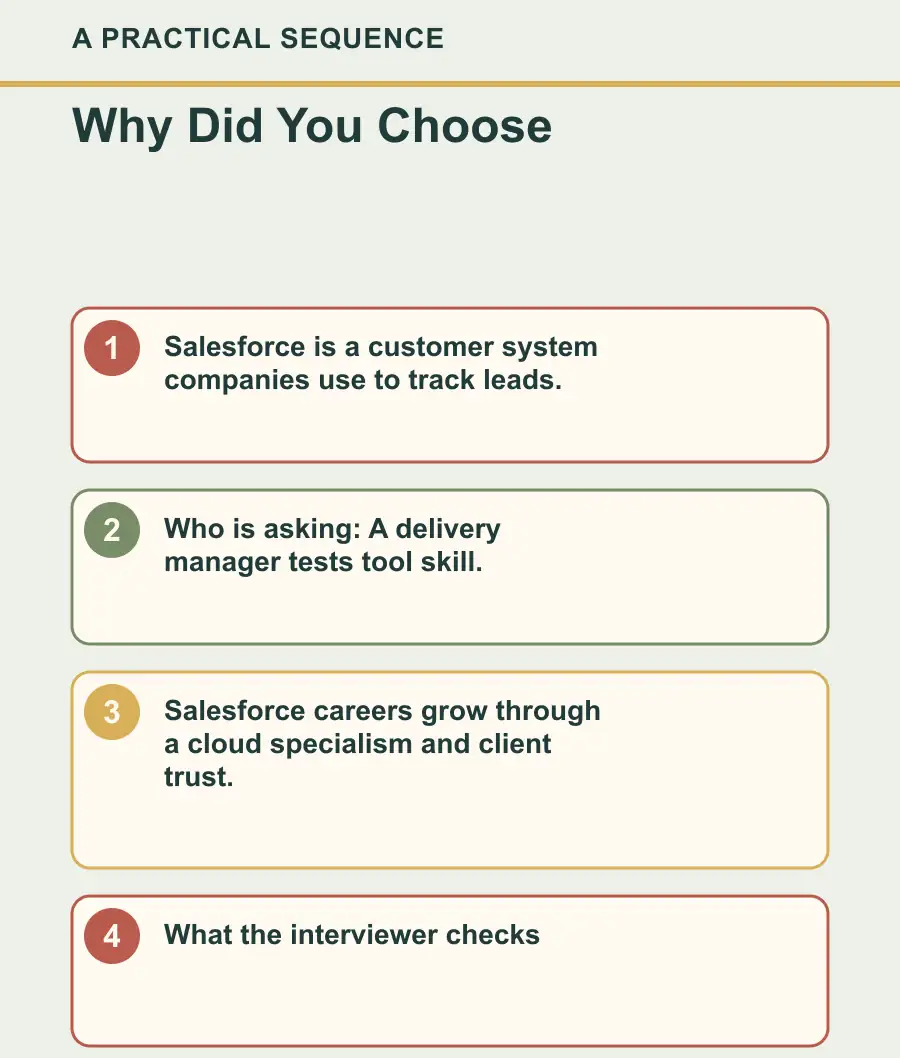 A PRACTICAL SEQUENCE
Why Did You Choose
1
Salesforce is a customer system
companies use to track leads.
2
Who is asking: A delivery
manager tests tool skill.
3
Salesforce careers grow through
a cloud specialism and client
trust.
4
What the interviewer checks